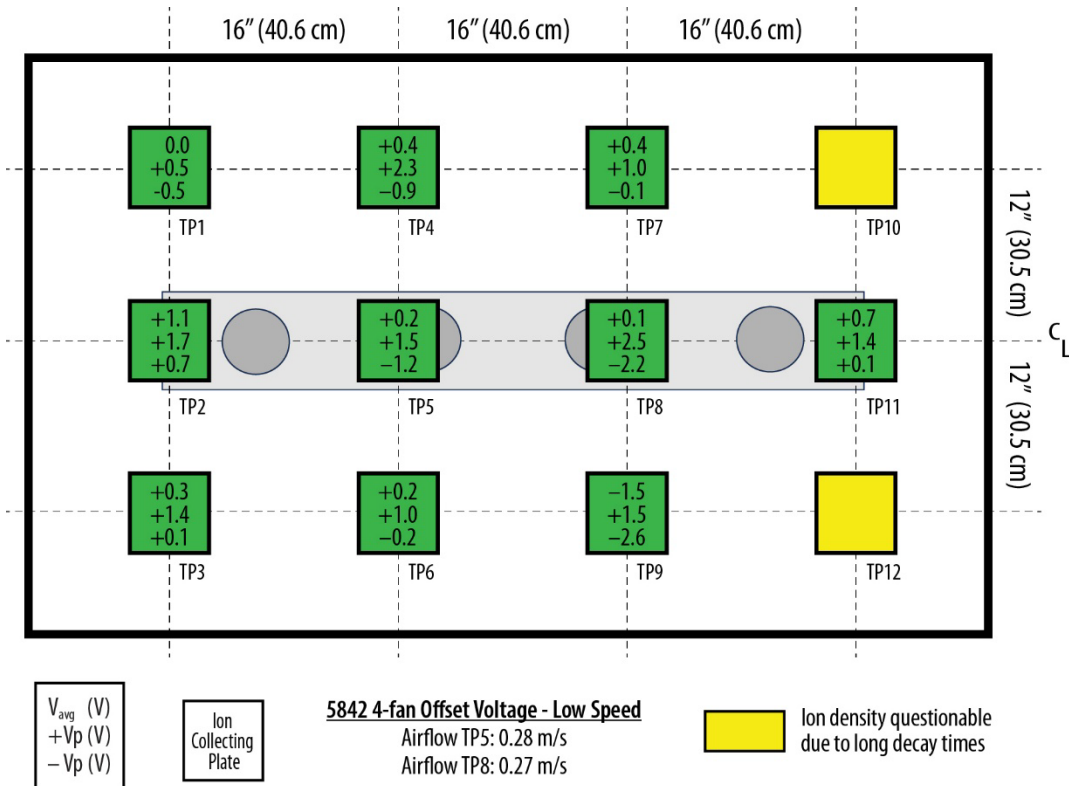 16” (40.6 cm) 16” (40.6 cm) 16” (40.6 cm)
0.0
+0.5
-0.5
TP1
+0.4
+2.3
−0.9
TP4
+0.4
+1.0
−0.1
TP7
TP10
12” (30.5 cm)
+1.1
+1.7
+0.7
TP2
+0.2
+1.5
−1.2
TP5
+0.1
+2.5
−2.2
TP8
+0.7
+1.4
+0.1
TP11
CL
12” (30.5 cm)
+0.3
+1.4
+0.1
TP3
+0.2
+1.0
−0.2
TP6
−1.5
+1.5
−2.6
TP9
TP12
Vavg (V)
+Vp (V)
− Vp (V)
Ion
Collecting
Plate
5842 4-fan Offset Voltage - Low Speed
Airflow TP5: 0.28 m/s
Airflow TP8: 0.27 m/s
Ion density questionable
due to long decay times